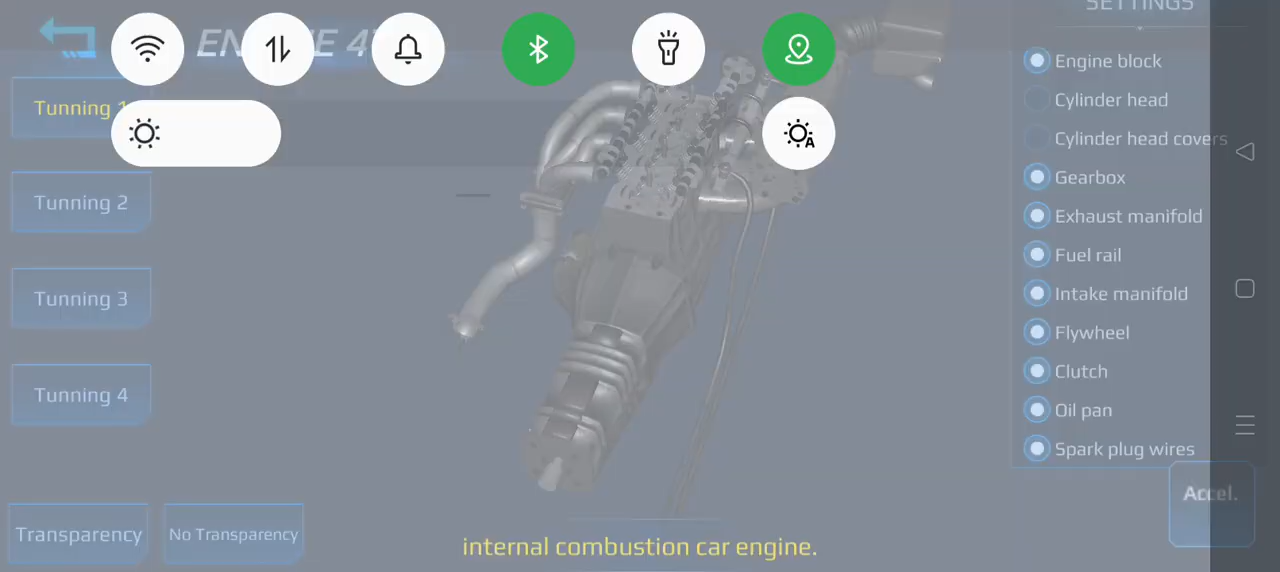 SETTINGS
Tunning 1
Tunning 2
Tunning 3
Tunning 4
Engine block
Cylinder head
Cylinder head covers
Gearbox
Exhaust manifold
Fuel rail
Intake manifold
Flywheel
Clutch
Oil pan
Spark plug wires
Accel.
Transparency
No Transparency
internal combustion car engine.